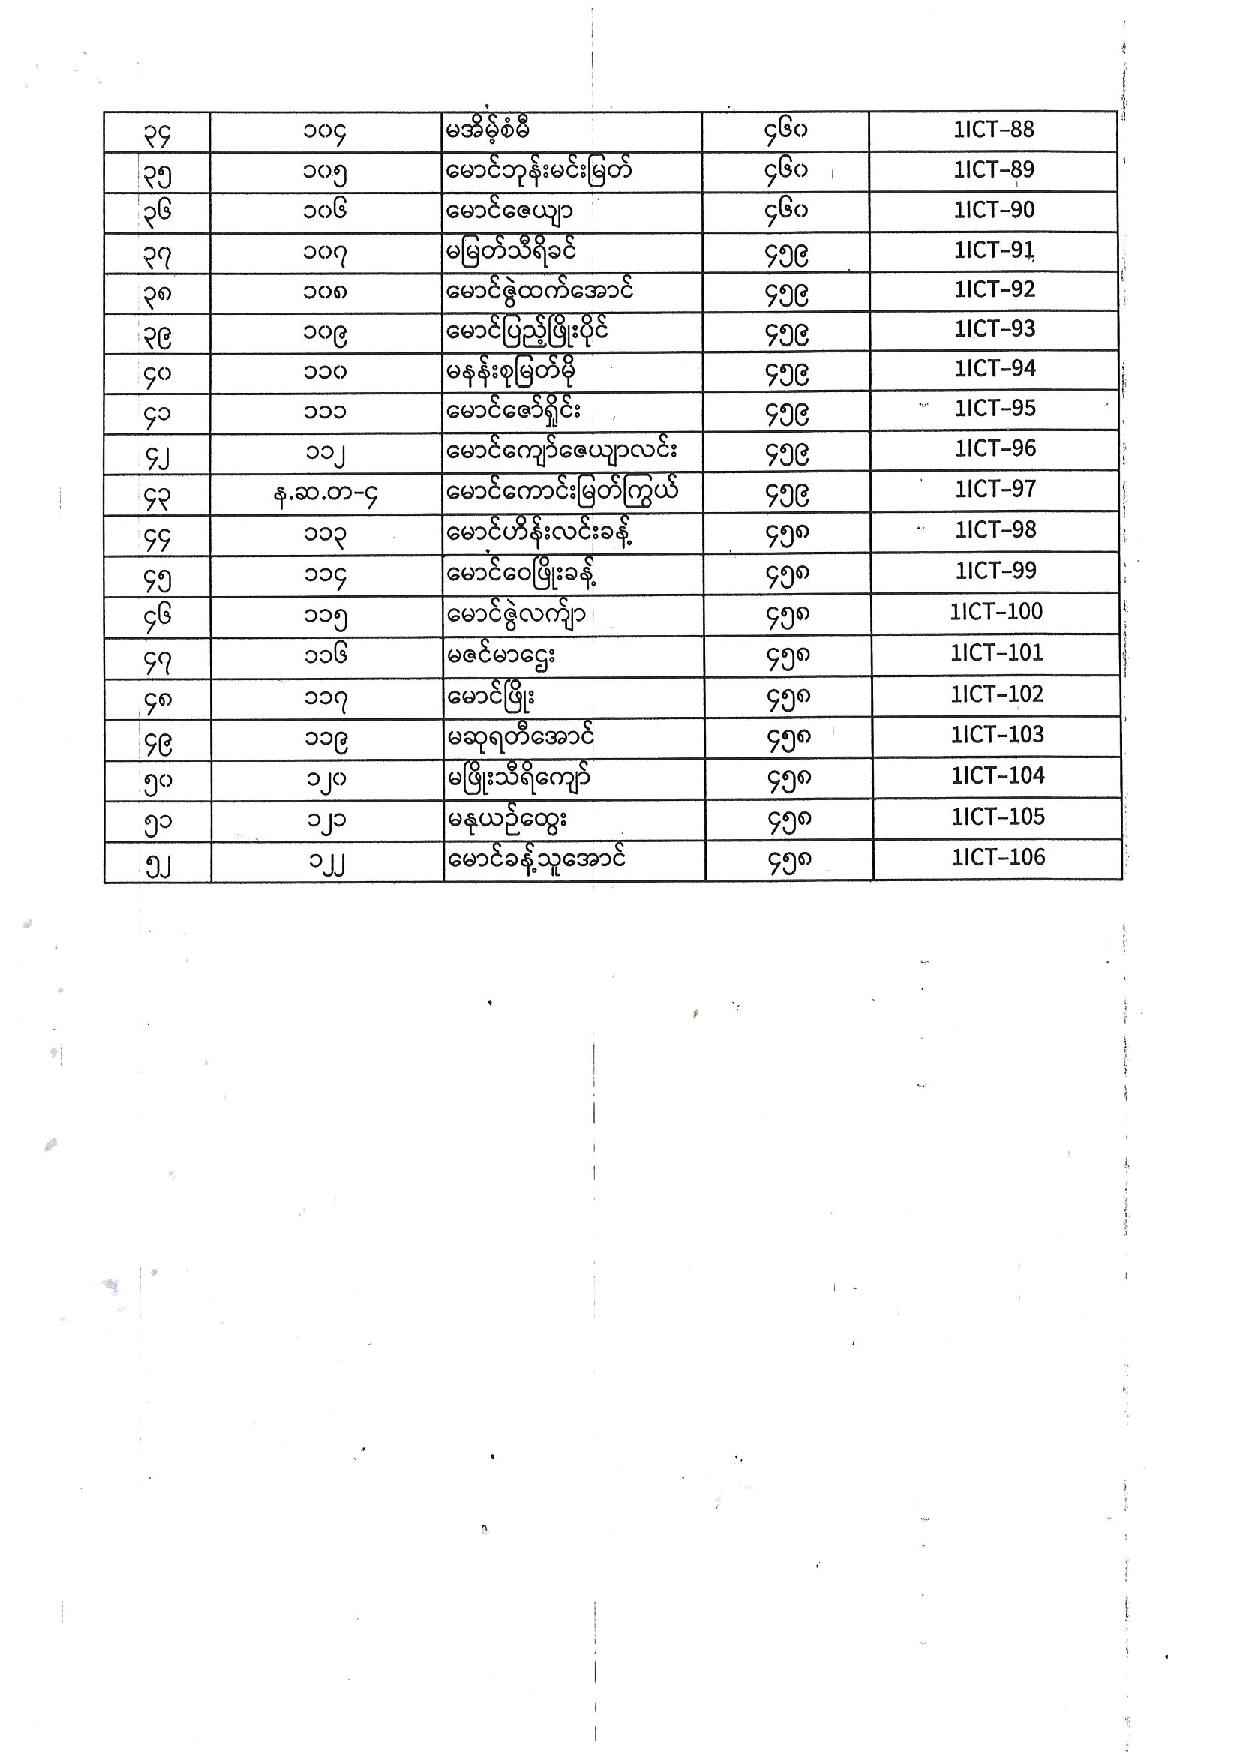 ၃၄ ၁၀၄ မအိမ့်စံမီ ၄၆၀ 1ICT-88
၃၅ ၁၀၅ မောင်ဘုန်းမင်းမြတ် ၄၆၀ 1ICT-89
၃၆ ၁၀၆ မောင်ဇေယျာ ၄၆၀ 1ICT-90
၃၇ ၁၀၇ မမြတ်သီရိခင် ၄၅၉ 1ICT-91
၃၈ ၁၀၈ မောင်ဇွဲထက်အောင် ၄၅၉ 1ICT-92
၃၉ ၁၀၉ မောင်ပြည့်ဖြိုးပိုင် ၄၅၉ 1ICT-93
၄၀ ၁၁၀ မနန်းစုမြတ်မို ၄၅၉ 1ICT-94
၄၁ ၁၁၁ မောင်ဇော်ရှိုင်း ၄၅၉ 1ICT-95
၄၂ ၁၁၂ မောင်ကျော်ဇေယျာလင်း ၄၅၉ 1ICT-96
၄၃ န.ဆ.တ-၄ မောင်ကောင်းမြတ်ကြွယ် ၄၅၉ 1ICT-97
၄၄ ၁၁၃ မောင်ဟိန်းလင်းခန့် ၄၅၈ 1ICT-98
၄၅ ၁၁၄ မောင်ဝေဖြိုးခန့် ၄၅၈ 1ICT-99
၄၆ ၁၁၅ မောင်ဇွဲလင်္ကျာ ၄၅၈ 1ICT-100
၄၇ ၁၁၆ မဇင်မာဌေး ၄၅၈ 1ICT-101
၄၈ ၁၁၇ မောင်ဖြိုး ၄၅၈ 1ICT-102
၄၉ ၁၁၉ မဆုရတီအောင် ၄၅၈ 1ICT-103
၅၀ ၁၂၀ မဖြိုးသီရိကျော် ၄၅၈ 1ICT-104
၅၁ ၁၂၁ မနုယဉ်ထွေး ၄၅၈ 1ICT-105
၅၂ ၁၂၂ မောင်ခန့်သူအောင် ၄၅၈ 1ICT-106